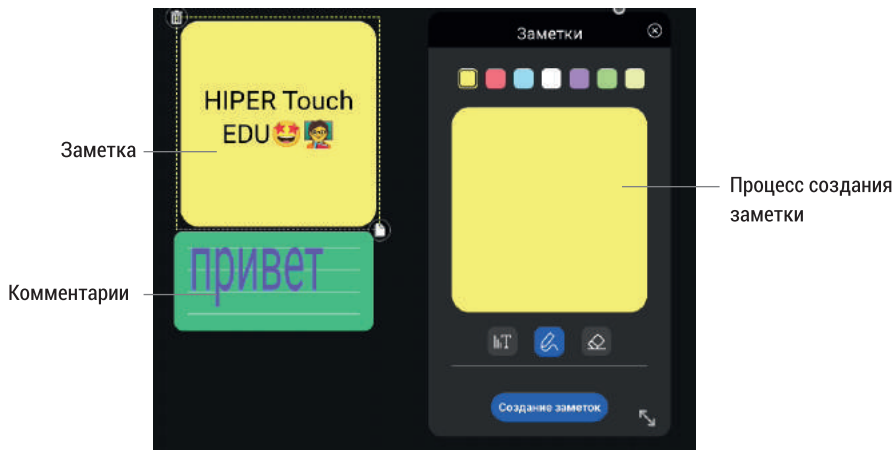 Заметка
Комментарии
HIPER Touch
EDU🤩👩‍🏫
привет
Заметки
T
Создание заметок
Процесс создания
заметки